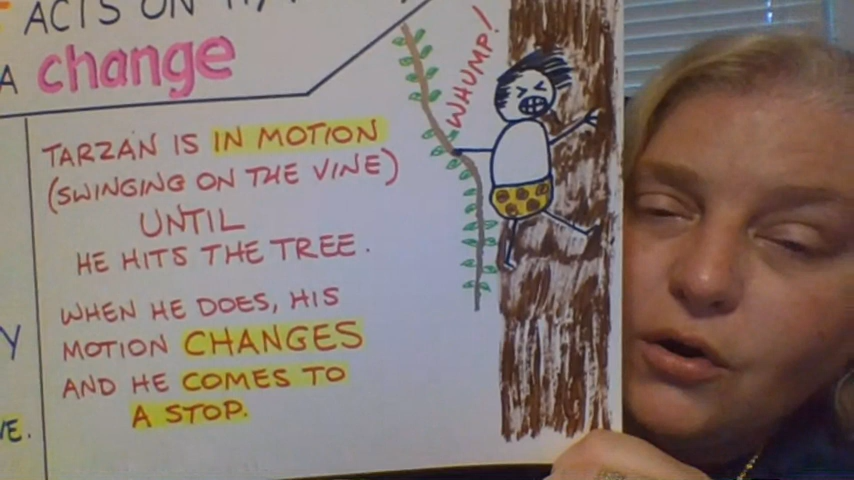 ACTS ON
A change
TARZAN IS IN MOTION
(SWINGING ON THE VINE)
UNTIL
HE HITS THE TREE.
WHEN HE DOES, HIS
MOTION CHANGES
AND HE COMES TO
A STOP.
WHUMP!